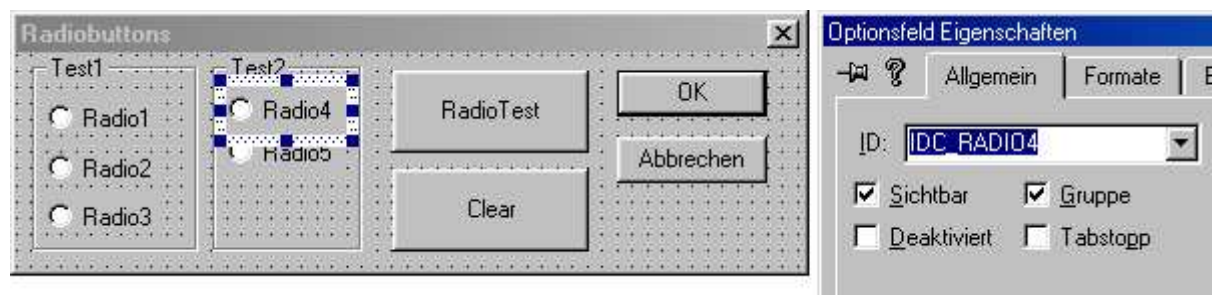 Radiobuttons
Test1
Radio1
Radio2
Radio3
Test2
Radio4
Radio5
RadioTest
Clear
OK
Abbrechen
Optionsfeld Eigenschaften
Allgemein Formate E
ID: IDC_RADIO4
Sichtbar Gruppe
Deaktiviert Tabstopp